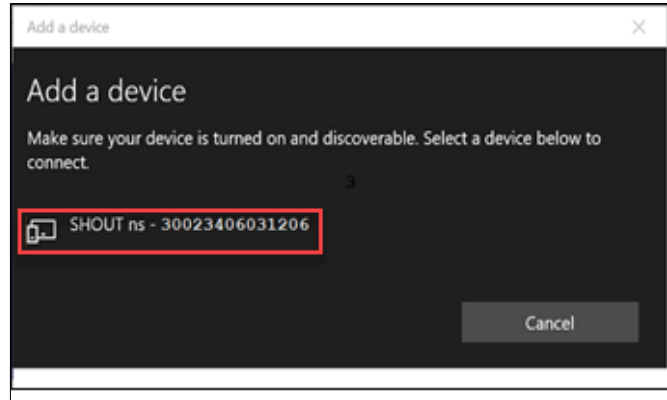 Add a device
Add a device
Make sure your device is turned on and discoverable. Select a device below to
connect.
3
SHOUT ns - 30023406031206
Cancel